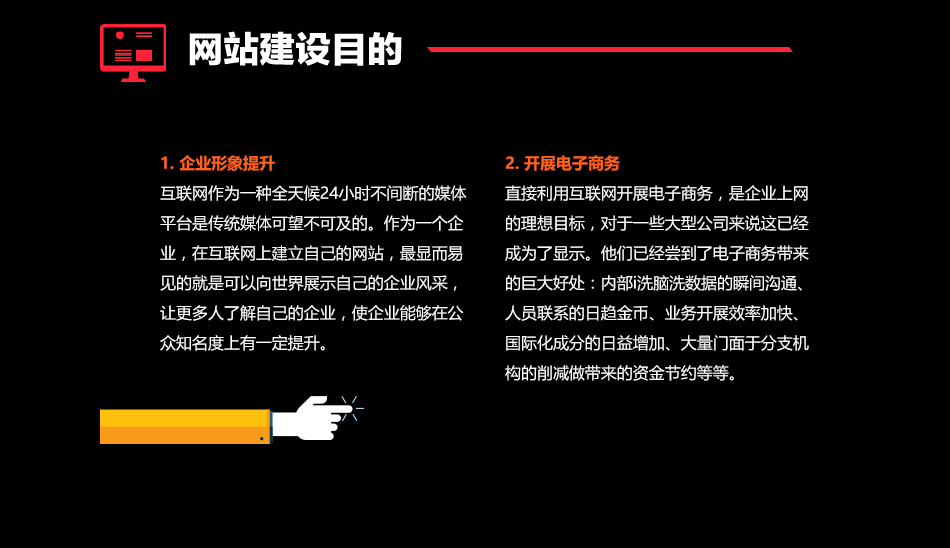 网站建设目的
1. 企业形象提升
互联网作为一种全天候24小时不间断的媒体
平台是传统媒体可望不可及的。作为一个企
业，在互联网上建立自己的网站，最显而易
见的就是可以向世界展示自己的企业风采，
让更多人了解自己的企业，使企业能够在公
众知名度上有一定提升。
2. 开展电子商务
直接利用互联网开展电子商务，是企业上网
的理想目标，对于一些大型公司来说这已经
成为了显示。他们已经尝到了电子商务带来
的巨大好处：内部i洗脑洗数据的瞬间沟通、
人员联系的日趋金币、业务开展效率加快、
国际化成分的日益增加、大量门面于分支机
构的削减做带来的资金节约等等。